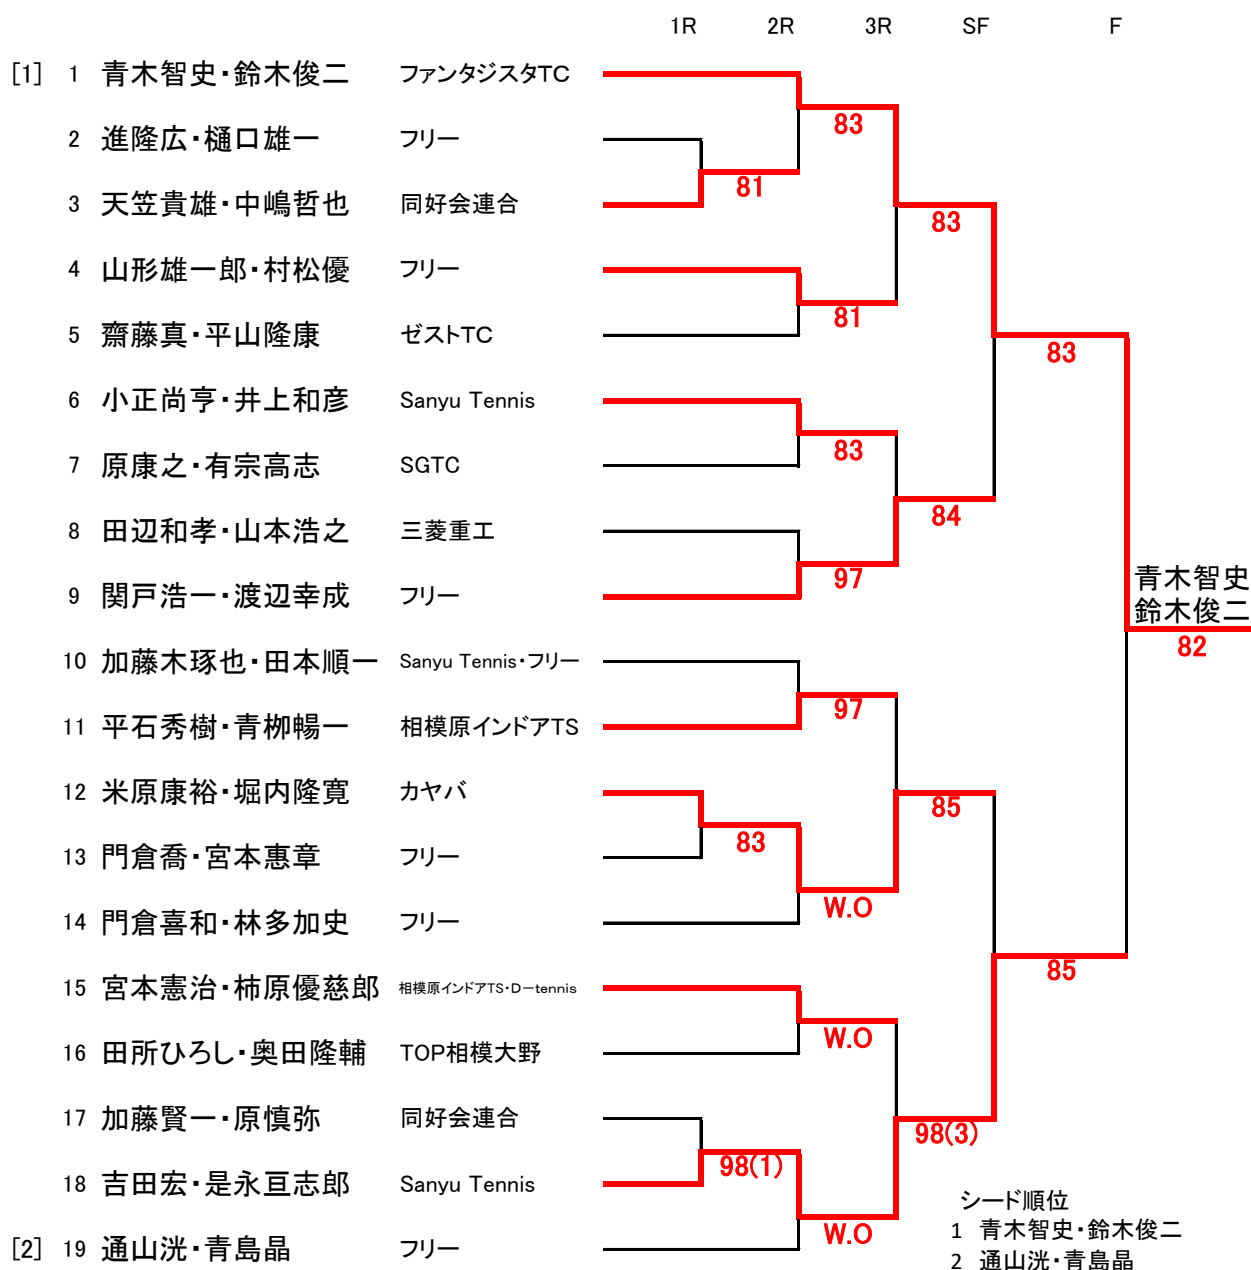 1R 2R 3R SF F
[1] 1 青木智史・鈴木俊二 ファンタジスタTC
83
2 進隆広・樋口雄一 フリー
81
3 天笠貴雄・中嶋哲也 同好会連合
83
4 山形雄一郎・村松優 フリー
81
5 齋藤真・平山隆康 ゼストTC
83
6 小正尚亨・井上和彦 Sanyu Tennis
83
7 原康之・有宗高志 SGTC
84
8 田辺和孝・山本浩之 三菱重工
97
9 関戸浩一・渡辺幸成 フリー
青木智史
鈴木俊二
82
10 加藤木琢也・田本順一 Sanyu Tennis・フリー
97
11 平石秀樹・青栁暢一 相模原インドアTS
12 米原康裕・堀内隆寛 カヤバ
85
83
13 門倉喬・宮本惠章 フリー
W.O
14 門倉喜和・林多加史 フリー
85
15 宮本憲治・柿原優慈郎 相模原インドアTS・D－tennis
W.O
16 田所ひろし・奥田隆輔 TOP相模大野
17 加藤賢一・原慎弥 同好会連合
98(3)
98(1)
18 吉田宏・是永亘志郎 Sanyu Tennis
W.O
[2] 19 通山洸・青島晶 フリー
シード順位
1 青木智史・鈴木俊二
2 通山洸・青島晶